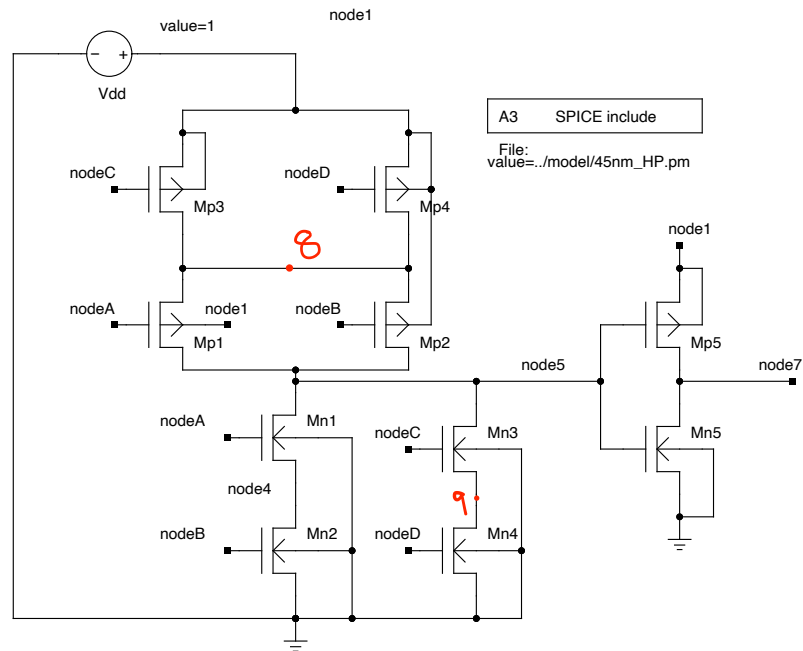 node1
value=1
- +
Vdd
A3 SPICE include
File:
value=../model/45nm_HP.pm
nodeC
Mp3
nodeD
Mp4
8
node1
nodeA
node1
Mp1
nodeB
Mp2
Mp5
node5
node7
nodeA
Mn1
nodeC
Mn3
Mn5
node4
9
nodeB
Mn2
nodeD
Mn4